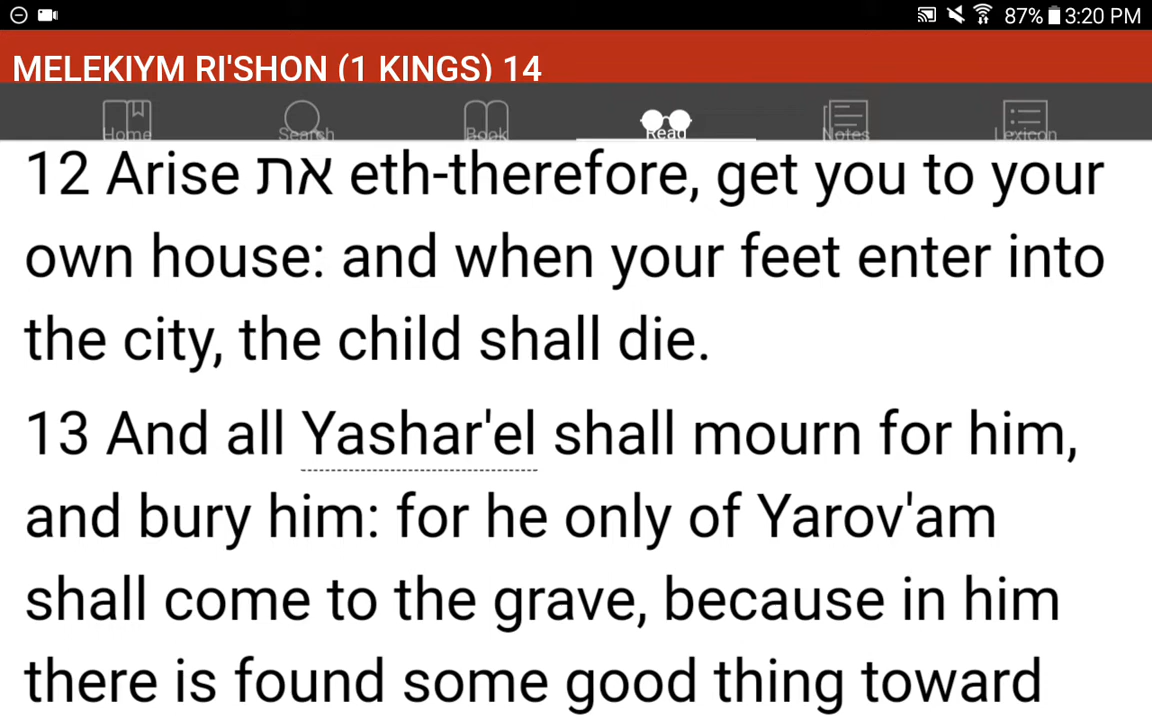 87% 3:20 PM
MELEKIYM RI'SHON (1 KINGS) 14
Home Search Book Read Notes Lexicon
12 Arise את eth-therefore, get you to your
own house: and when your feet enter into
the city, the child shall die.
13 And all Yashar'el shall mourn for him,
and bury him: for he only of Yarov'am
shall come to the grave, because in him
there is found some good thing toward